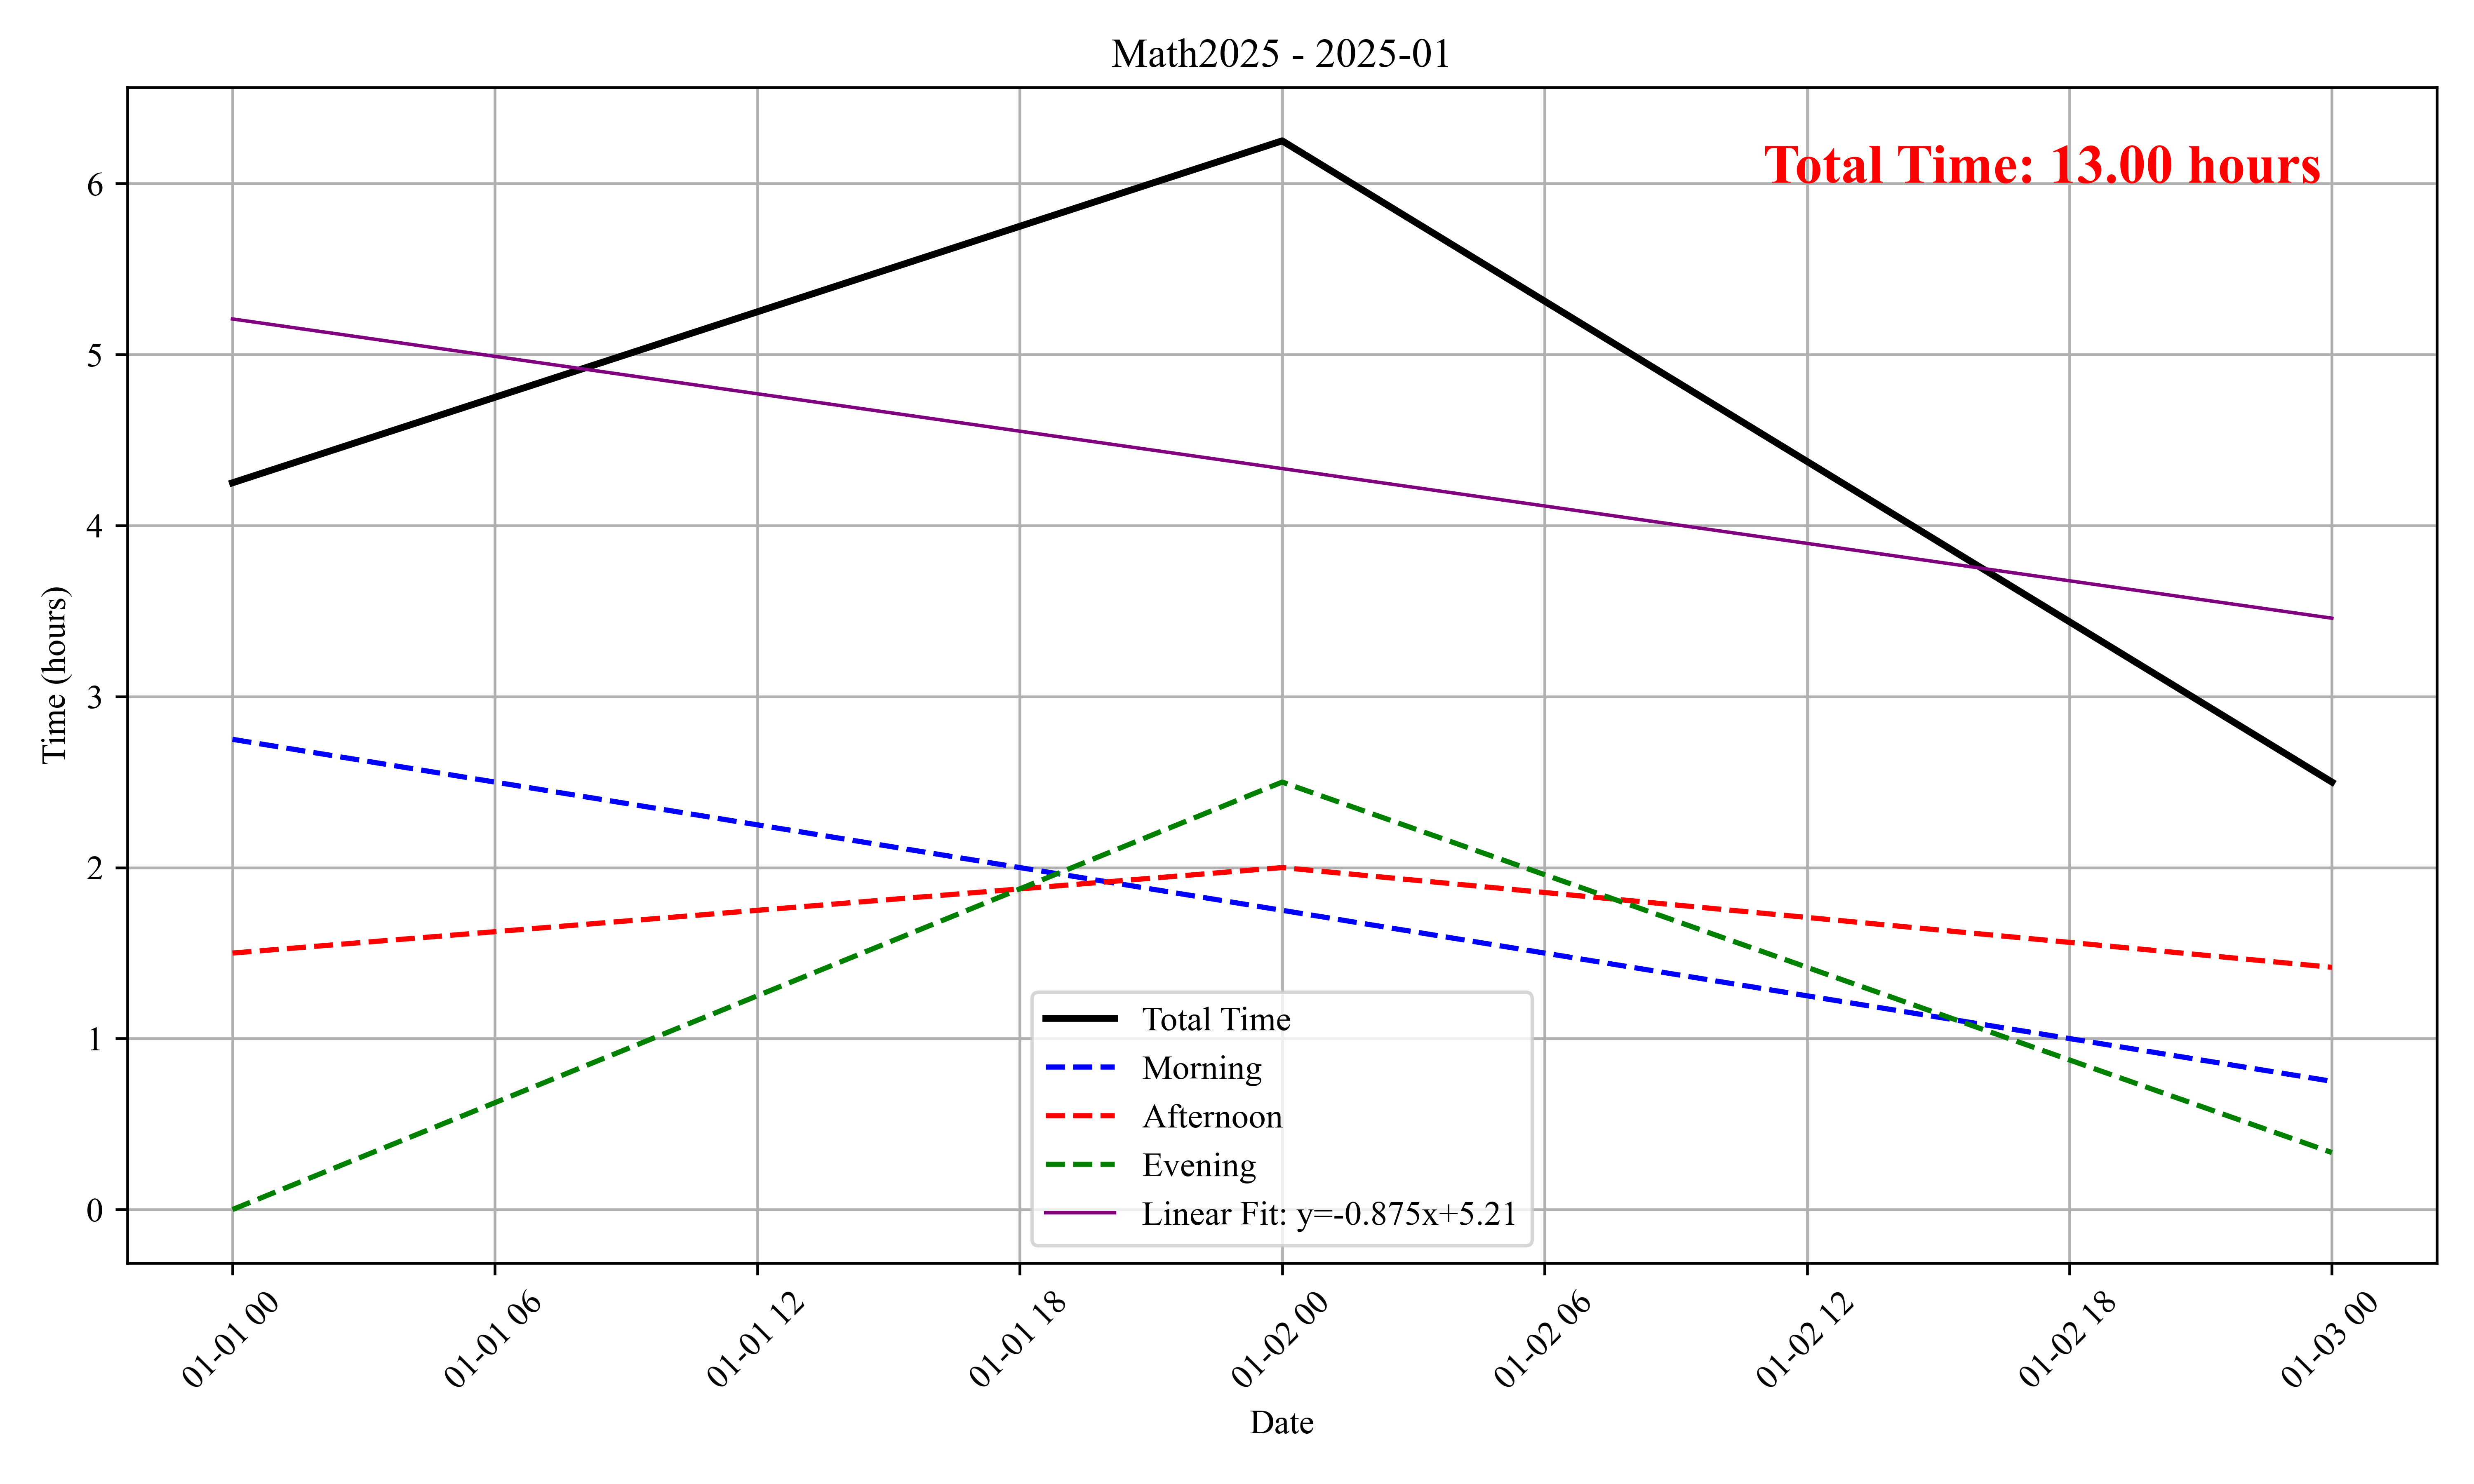 Math2025 - 2025-01
Total Time: 13.00 hours
6
5
4
3
2
1
0
Time (hours)
Total Time
Morning
Afternoon
Evening
Linear Fit: y=-0.875x+5.21
01-01 00
01-01 06
01-01 12
01-01 18
01-02 00
01-02 06
01-02 12
01-02 18
01-03 00
Date